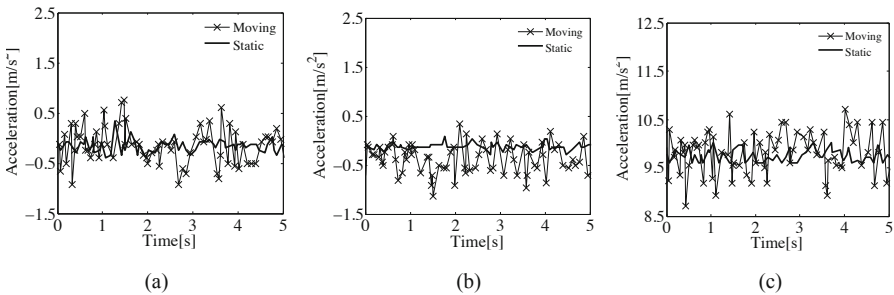 2.5
1.5
0.5
−0.5
−1.5
0 1 2 3 4 5
Time[s]
Acceleration[m/s²]
Moving
Static
(a)
2.5
1.5
0.5
−0.5
−1.5
0 1 2 3 4 5
Time[s]
Acceleration[m/s²]
Moving
Static
(b)
12.5
11.5
10.5
9.5
8.5
0 1 2 3 4 5
Time[s]
Acceleration[m/s²]
Moving
Static
(c)